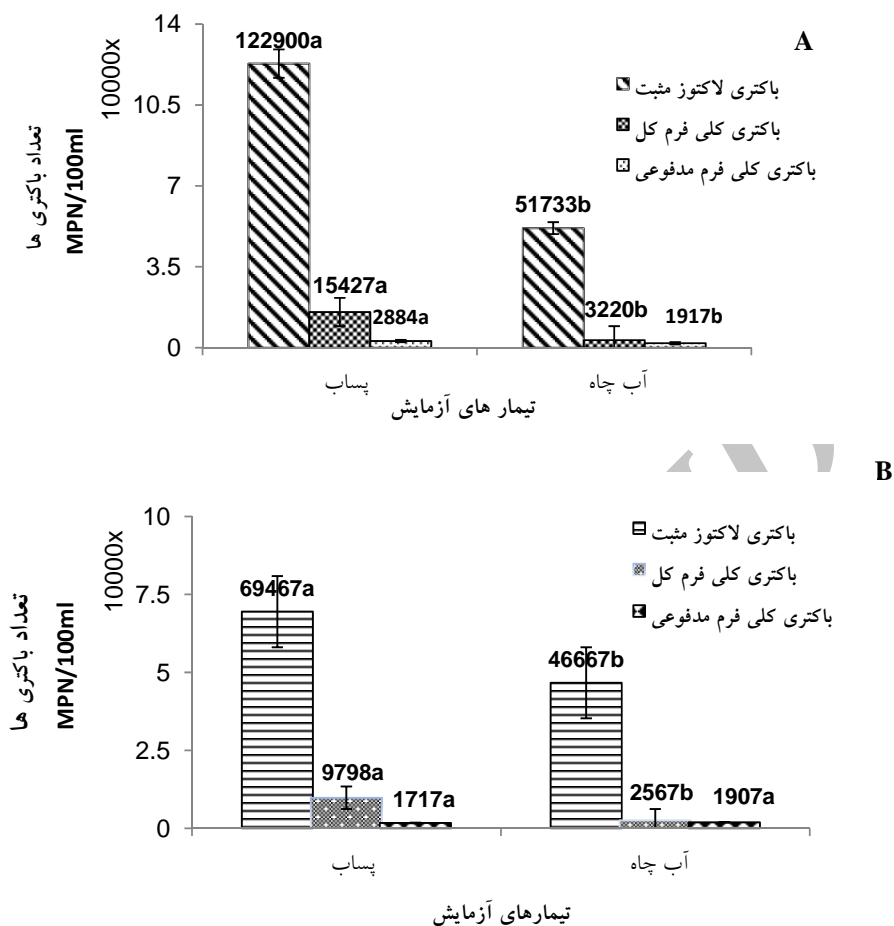 A
14
122900a
10000x
10.5
7
3.5
0
تعداد باکتری ها
MPN/100ml
باکتری لاکتوز مثبت
باکتری کلی فرم کل
باکتری کلی فرم مدفوعی
15427a
2884a
51733b
3220b
1917b
پساب
آب چاه
تیمار های آزمایش
B
10
10000x
7.5
5
2.5
0
تعداد باکتری ها
MPN/100ml
باکتری لاکتوز مثبت
باکتری کلی فرم کل
باکتری کلی فرم مدفوعی
69467a
9798a
1717a
46667b
2567b
1907a
پساب
آب چاه
تیمارهای آزمایش